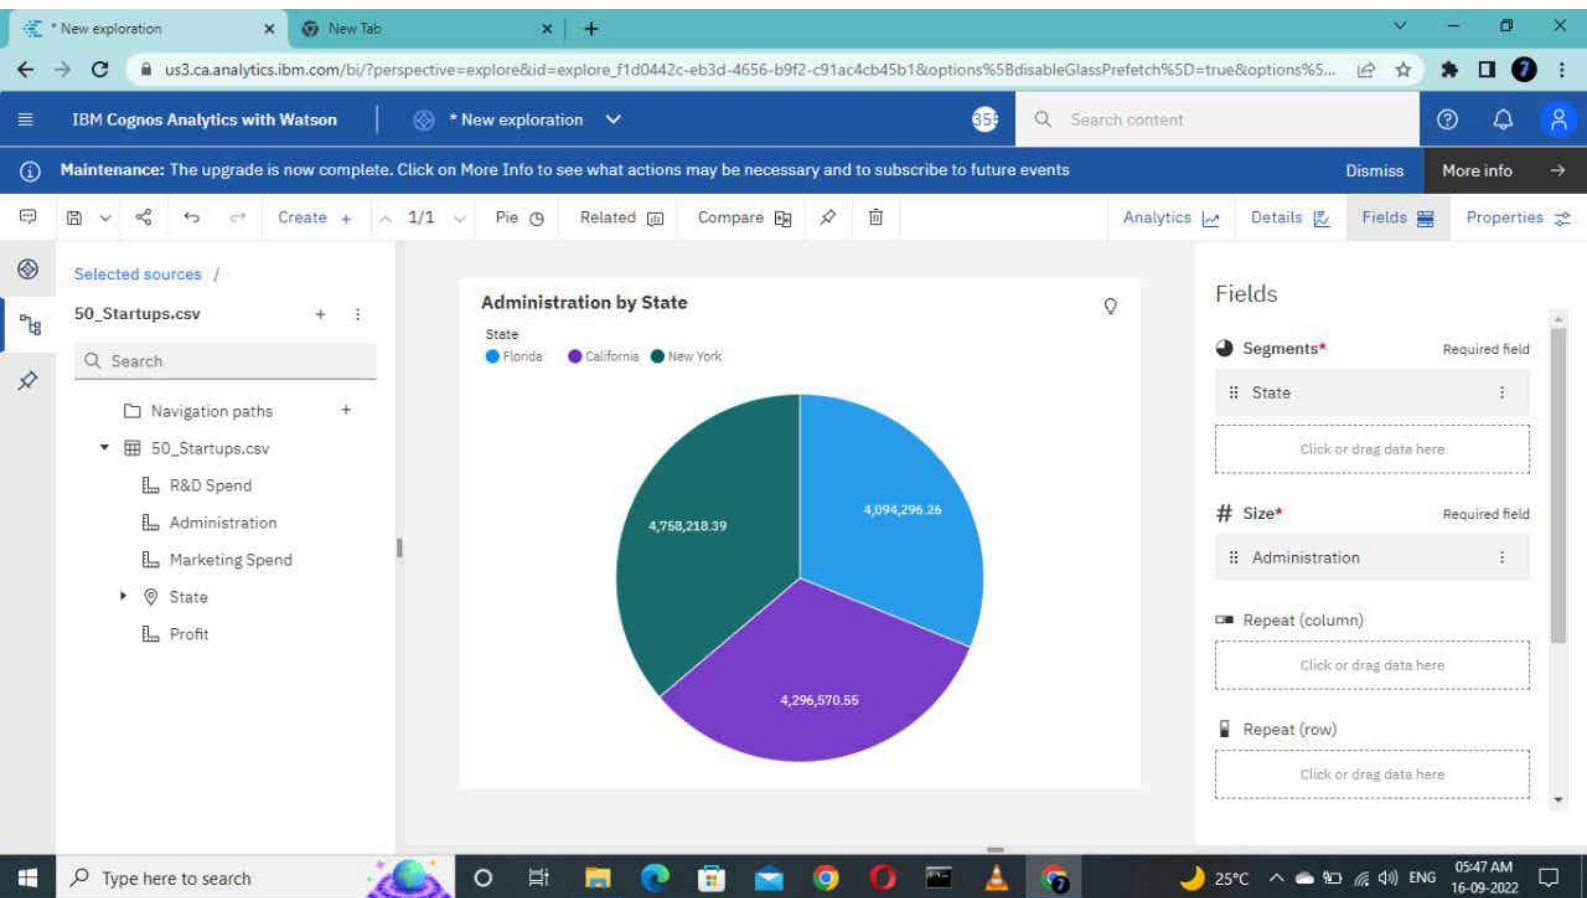 * New exploration
New Tab
us3.ca.analytics.ibm.com/bi/?perspective=explore&id=explore_f1d0442c-eb3d-4656-b9f2-c91ac4cb45b1&options%5BdisableGlassPrefetch%5D=true&options%5...
IBM Cognos Analytics with Watson
* New exploration
Search content
Maintenance: The upgrade is now complete. Click on More Info to see what actions may be necessary and to subscribe to future events
Dismiss
More info
Create +
1/1
Pie
Related
Compare
Analytics
Details
Fields
Properties
Selected sources /
50_Startups.csv
Search
Navigation paths
50_Startups.csv
R&D Spend
Administration
Marketing Spend
State
Profit
Administration by State
State
Florida California New York
4,094,296.26
4,758,218.39
4,296,570.55
Fields
Segments* Required field
State
Click or drag data here
# Size* Required field
Administration
Click or drag data here
Repeat (column)
Click or drag data here
Repeat (row)
Click or drag data here
Type here to search
25°C
ENG
05:47 AM
16-09-2022